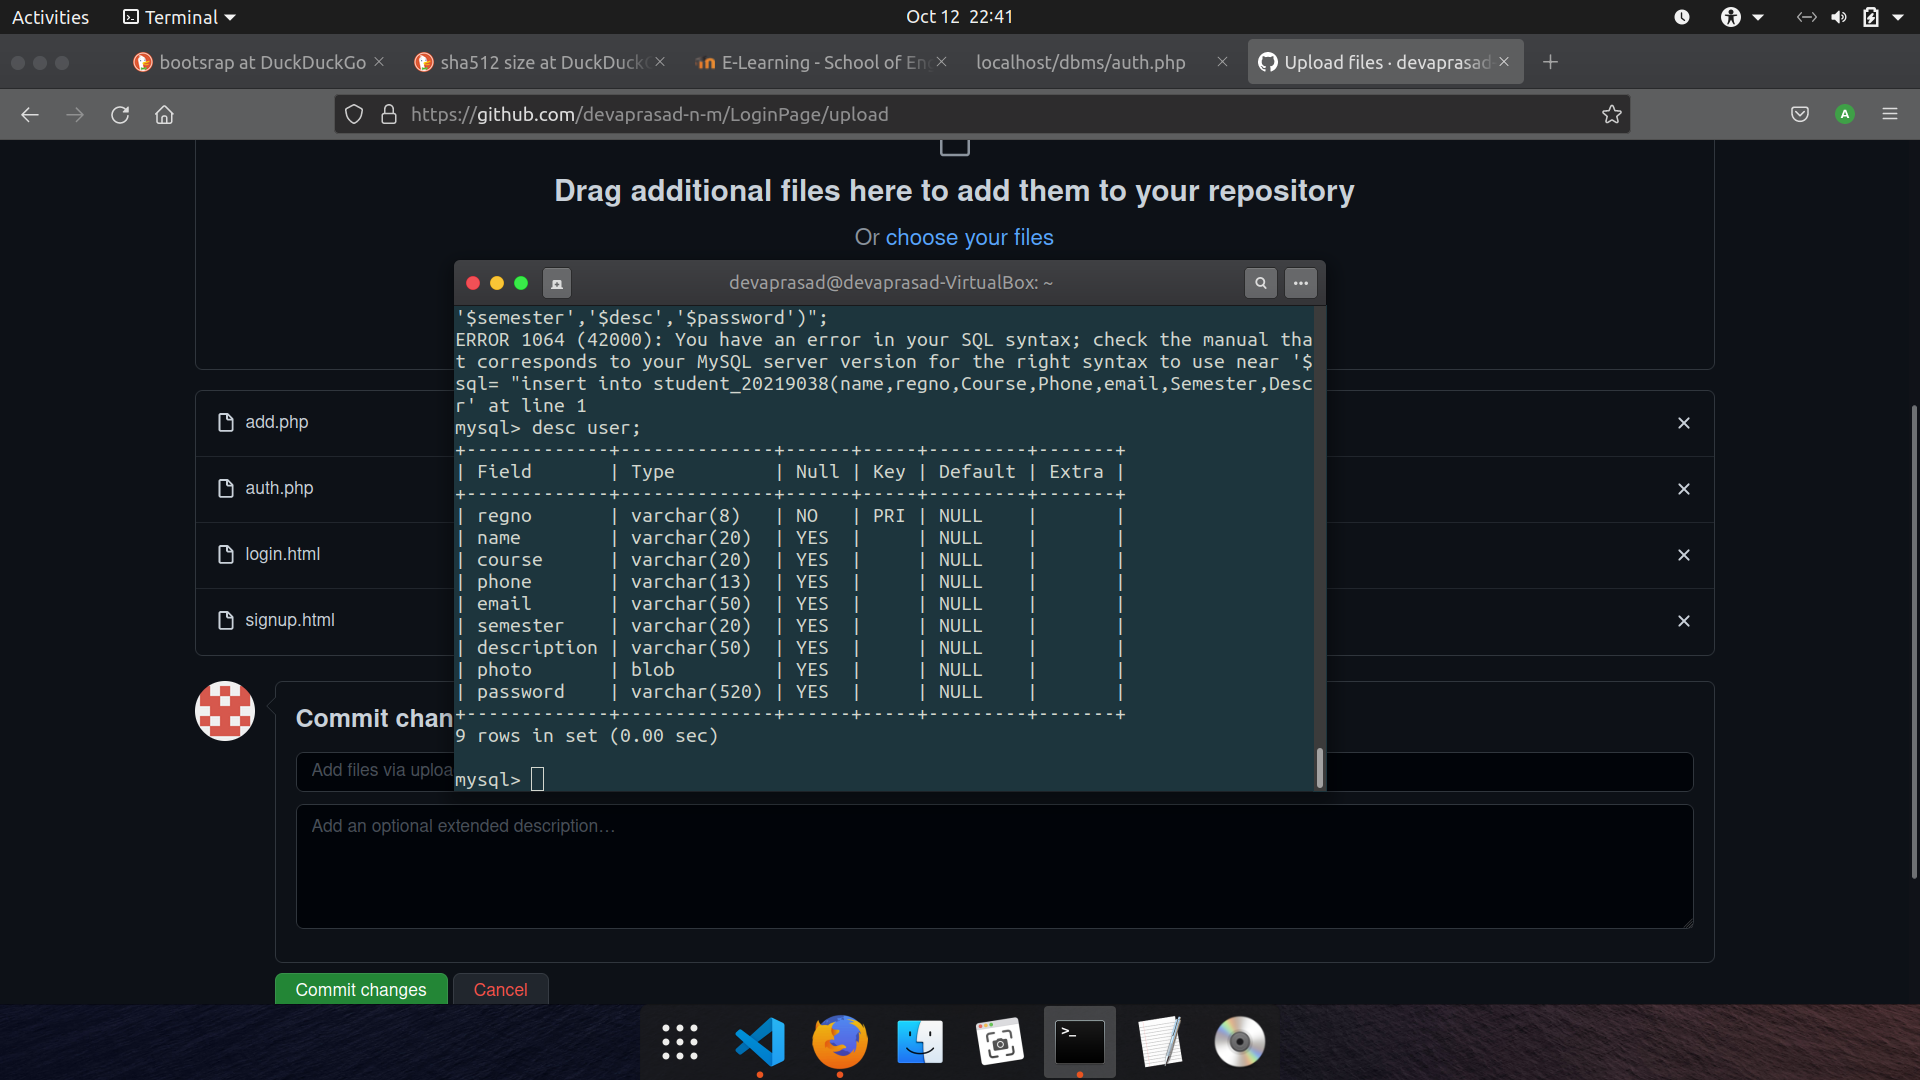 Activities Terminal Oct 12 22:41
bootsrap at DuckDuckGo sha512 size at DuckDuck E-Learning - School of En localhost/dbms/auth.php Upload files · devaprasad-
https://github.com/devaprasad-n-m/LoginPage/upload A
Drag additional files here to add them to your repository
Or choose your files
devaprasad@devaprasad-VirtualBox: ~
'$semester','$desc','$password')";
ERROR 1064 (42000): You have an error in your SQL syntax; check the manual tha
t corresponds to your MySQL server version for the right syntax to use near '$
sql= "insert into student_20219038(name,regno,Course,Phone,email,Semester,Desc
r' at line 1
mysql> desc user;
+-------------+--------------+------+-----+---------+-------+
| Field       | Type         | Null | Key | Default | Extra |
+-------------+--------------+------+-----+---------+-------+
| regno       | varchar(8)   | NO   | PRI | NULL    |       |
| name        | varchar(20)  | YES  |     | NULL    |       |
| course      | varchar(20)  | YES  |     | NULL    |       |
| phone       | varchar(13)  | YES  |     | NULL    |       |
| email       | varchar(50)  | YES  |     | NULL    |       |
| semester    | varchar(20)  | YES  |     | NULL    |       |
| description | varchar(50)  | YES  |     | NULL    |       |
| photo       | blob         | YES  |     | NULL    |       |
| password    | varchar(520) | YES  |     | NULL    |       |
+-------------+--------------+------+-----+---------+-------+
9 rows in set (0.00 sec)
mysql>
add.php
auth.php
login.html
signup.html
Commit chan
Add files via uploa
Add an optional extended description…
Commit changes Cancel
>_